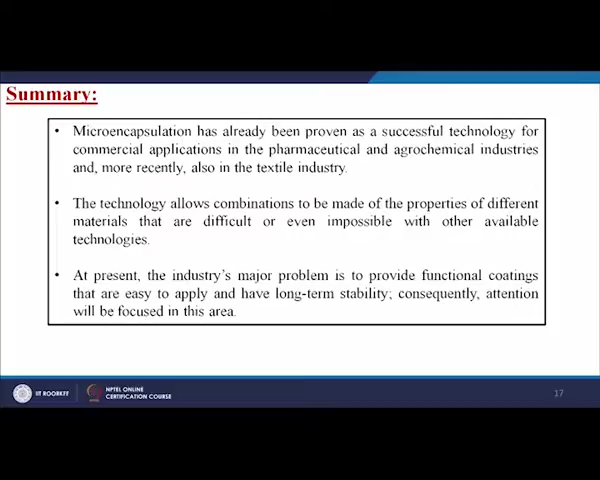 Summary:
• Microencapsulation has already been proven as a successful technology for
commercial applications in the pharmaceutical and agrochemical industries
and, more recently, also in the textile industry.
• The technology allows combinations to be made of the properties of different
materials that are difficult or even impossible with other available
technologies.
• At present, the industry's major problem is to provide functional coatings
that are easy to apply and have long-term stability; consequently, attention
will be focused in this area.
IIT ROORKEE
NPTEL ONLINE
CERTIFICATION COURSE
17